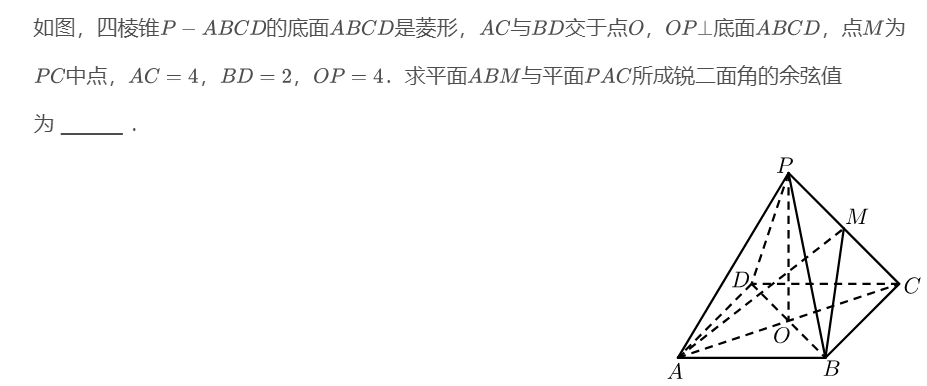 如图，四棱锥P − ABCD的底面ABCD是菱形，AC与BD交于点O，OP⊥底面ABCD，点M为
PC中点，AC = 4，BD = 2，OP = 4．求平面ABM与平面PAC所成锐二面角的余弦值
为 ______ ．
P
M
D
C
O
A
B